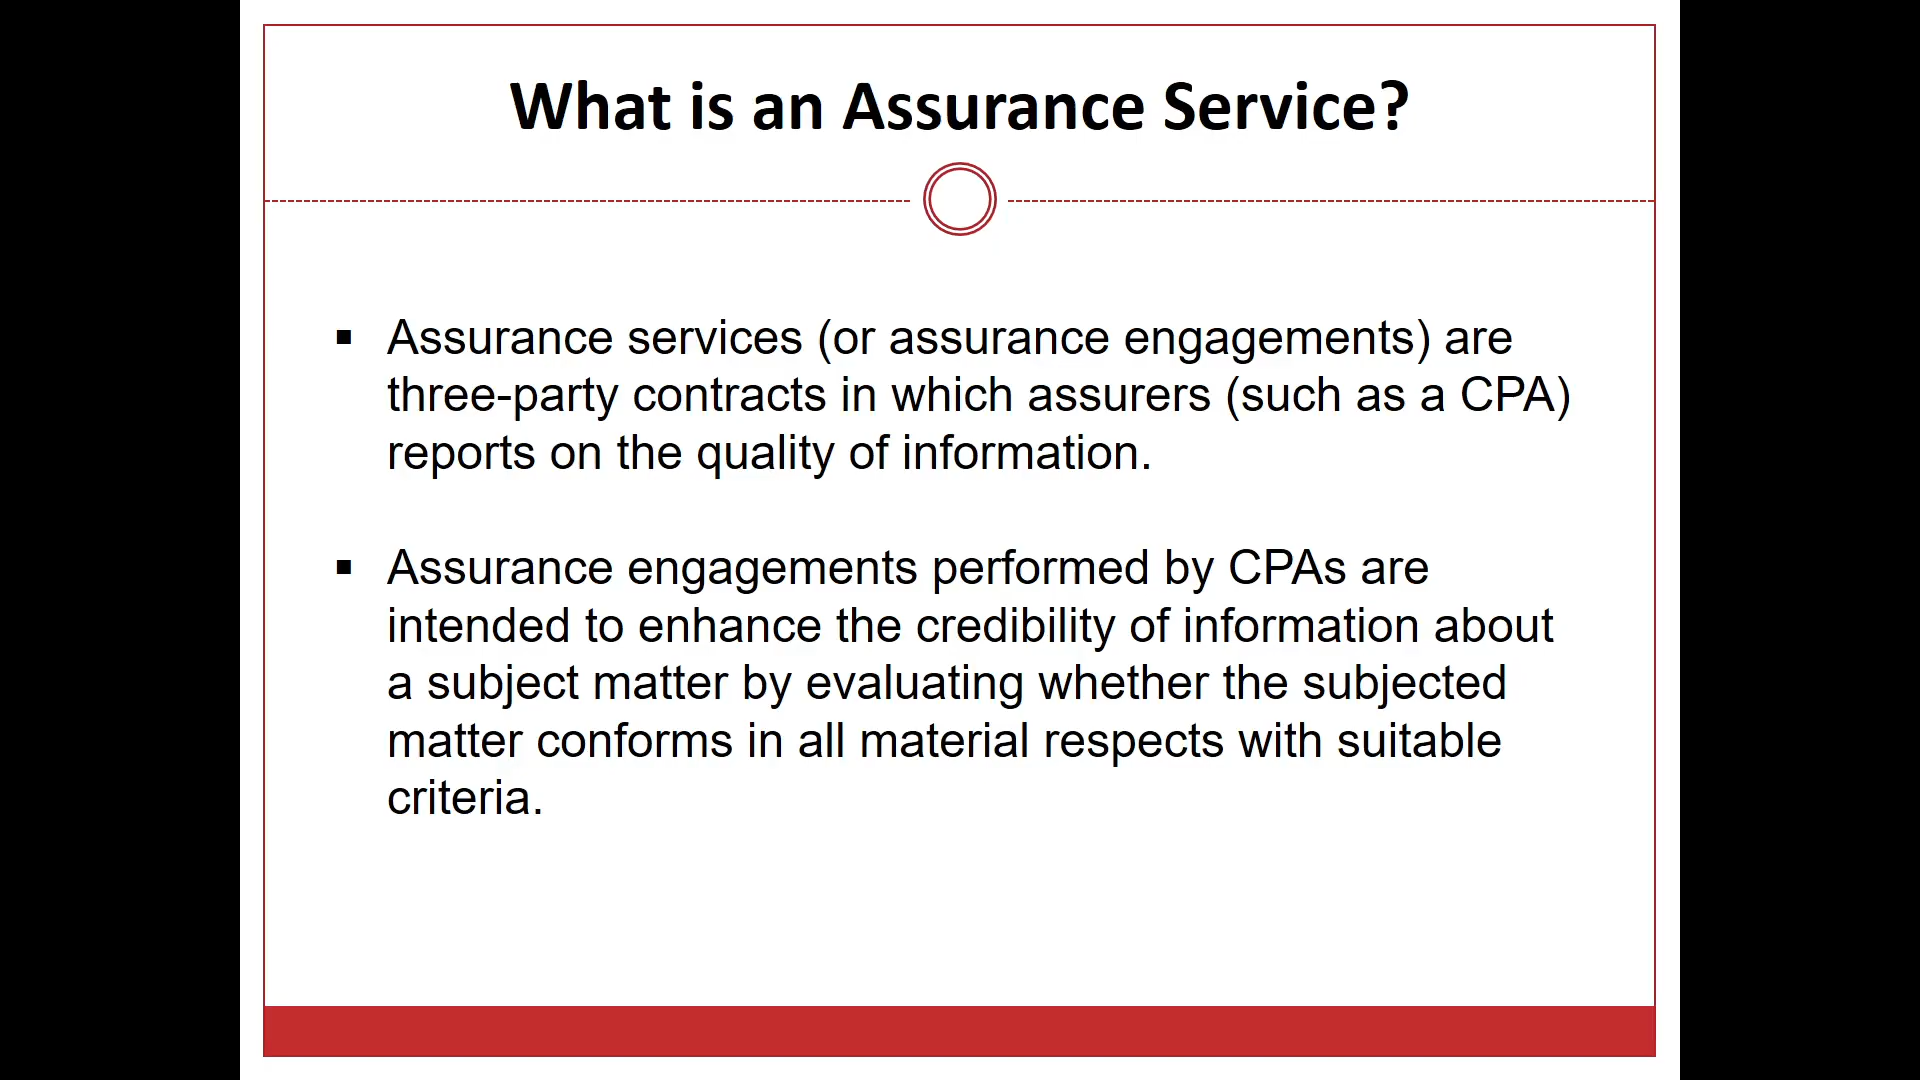 What is an Assurance Service?
▪ Assurance services (or assurance engagements) are
three-party contracts in which assurers (such as a CPA)
reports on the quality of information.
▪ Assurance engagements performed by CPAs are
intended to enhance the credibility of information about
a subject matter by evaluating whether the subjected
matter conforms in all material respects with suitable
criteria.